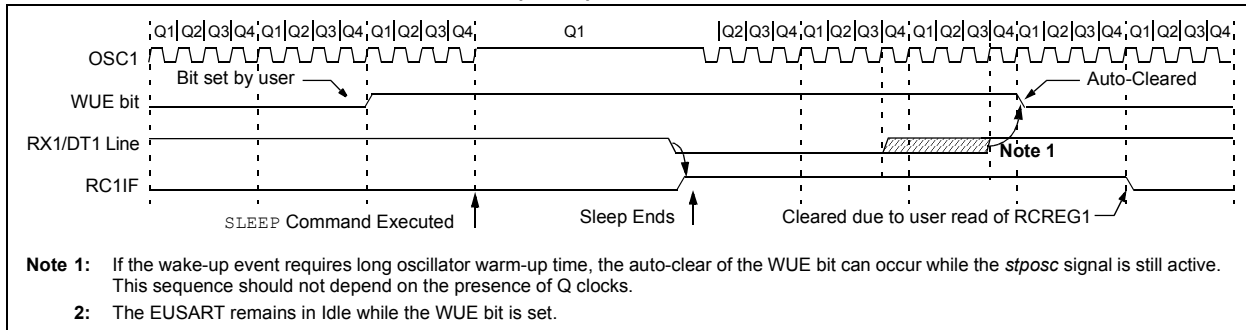 Q1 Q2 Q3 Q4 Q1 Q2 Q3 Q4 Q1 Q2 Q3 Q4 Q1 Q2 Q3 Q4 Q1 Q2 Q3 Q4 Q1 Q2 Q3 Q4 Q1 Q2 Q3 Q4 Q1 Q2 Q3 Q4
OSC1
Bit set by user
Auto-Cleared
WUE bit
RX1/DT1 Line
Note 1
RC1IF
SLEEP Command Executed
Sleep Ends
Cleared due to user read of RCREG1
Note 1: If the wake-up event requires long oscillator warm-up time, the auto-clear of the WUE bit can occur while the stposc signal is still active.
This sequence should not depend on the presence of Q clocks.
2: The EUSART remains in Idle while the WUE bit is set.